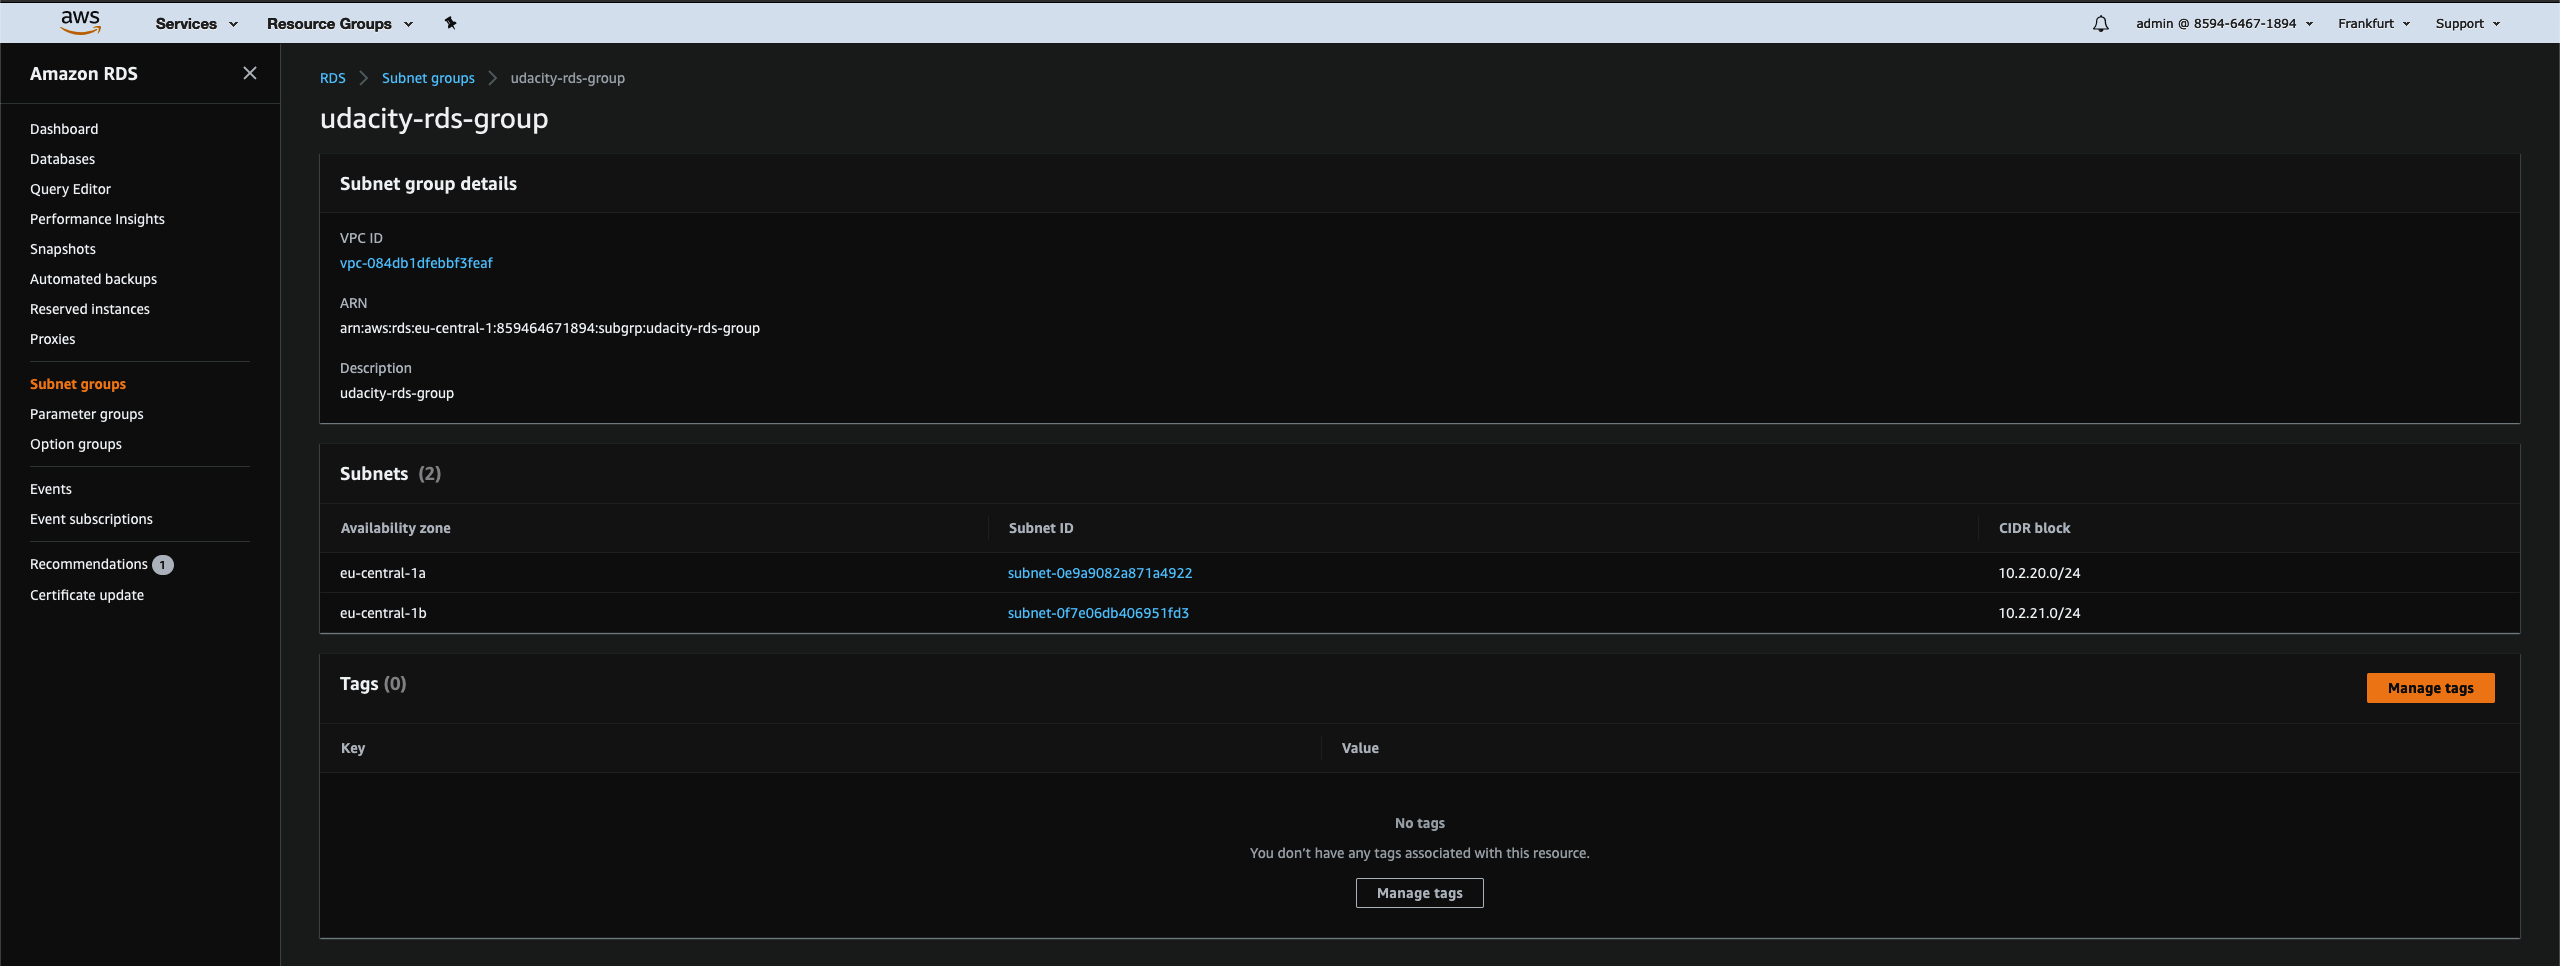 aws Services Resource Groups admin @ 8594-6467-1894 Frankfurt Support
Amazon RDS
Dashboard
Databases
Query Editor
Performance Insights
Snapshots
Automated backups
Reserved instances
Proxies
Subnet groups
Parameter groups
Option groups
Events
Event subscriptions
Recommendations 1
Certificate update
RDS Subnet groups udacity-rds-group
udacity-rds-group
Subnet group details
VPC ID
vpc-084db1dfebbf3feaf
ARN
arn:aws:rds:eu-central-1:859464671894:subgrp:udacity-rds-group
Description
udacity-rds-group
Subnets (2)
Availability zone Subnet ID CIDR block
eu-central-1a subnet-0e9a9082a871a4922 10.2.20.0/24
eu-central-1b subnet-0f7e06db406951fd3 10.2.21.0/24
Tags (0) Manage tags
Key Value
No tags
You don't have any tags associated with this resource.
Manage tags